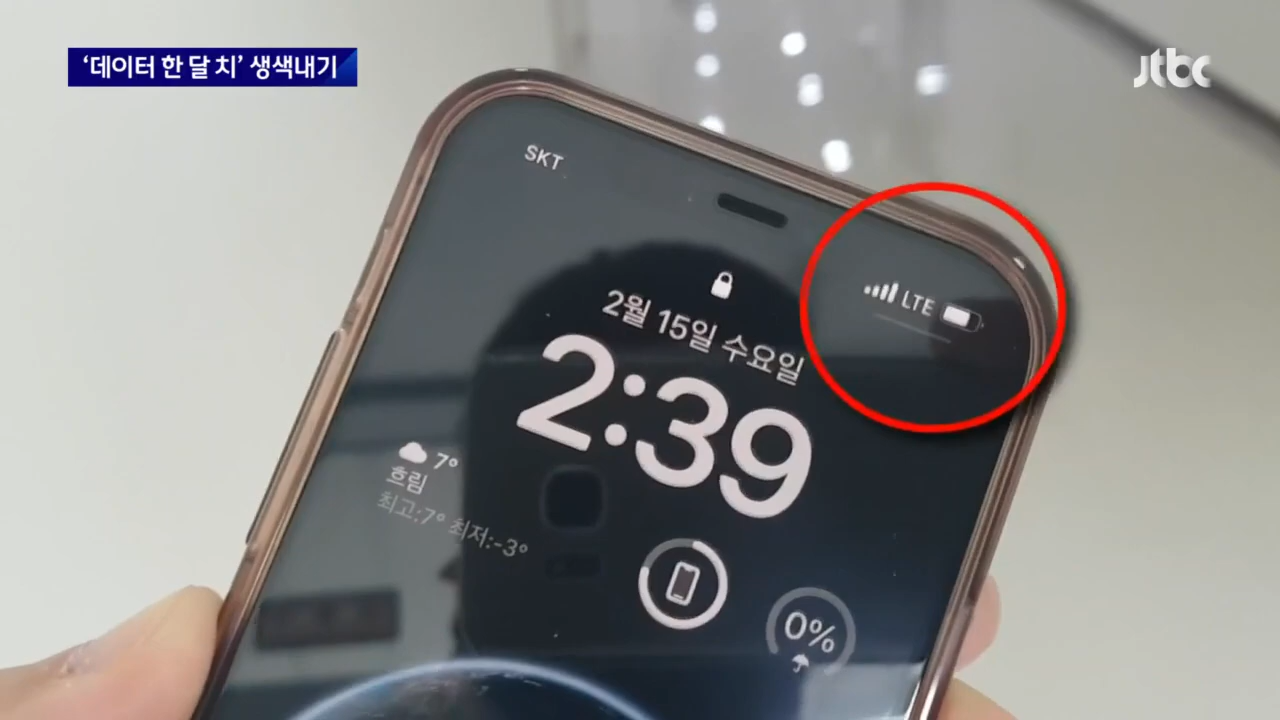 ‘데이터 한 달 치’ 생색내기
jtbc
SKT
LTE
2월 15일 수요일
2:39
7°
흐림
최고:7° 최저:-3°
0%